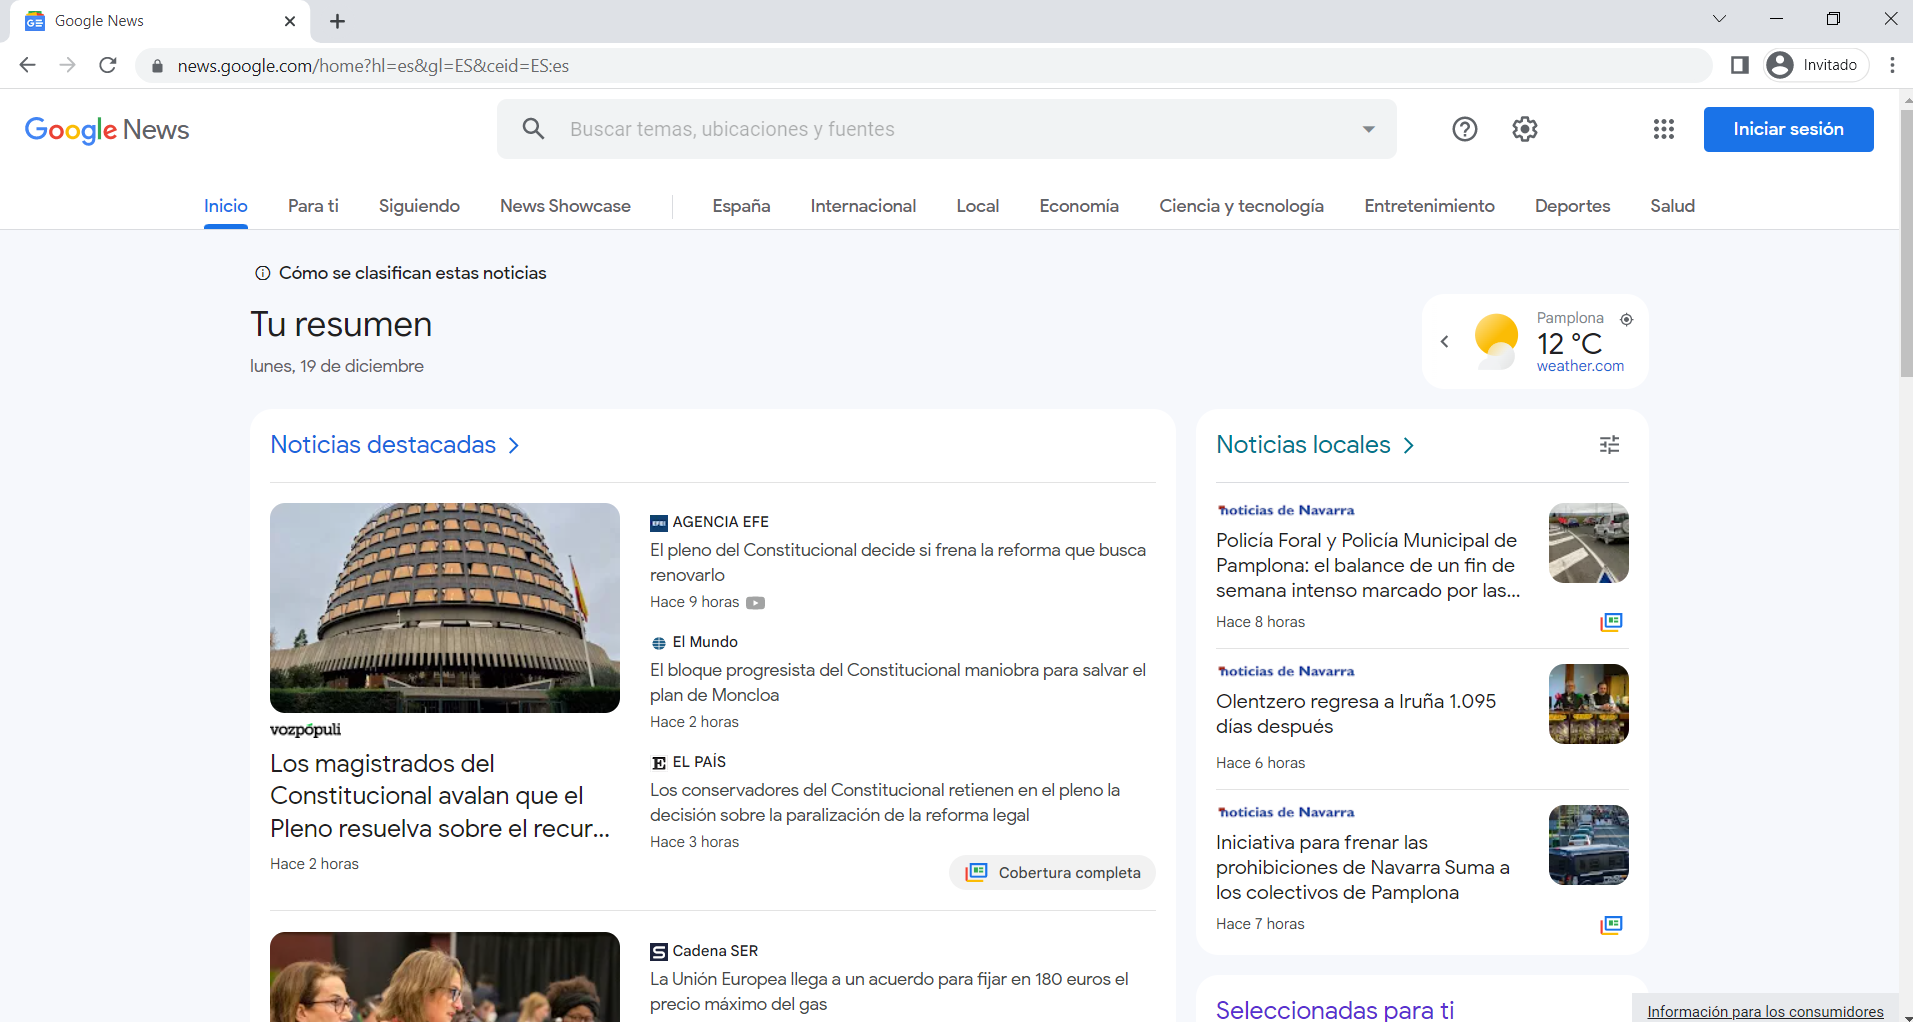 Google News
news.google.com/home?hl=es&gl=ES&ceid=ES:es
Invitado
Google News
Buscar temas, ubicaciones y fuentes
Iniciar sesión
Inicio
Para ti
Siguiendo
News Showcase
España
Internacional
Local
Economía
Ciencia y tecnología
Entretenimiento
Deportes
Salud
Cómo se clasifican estas noticias
Tu resumen
lunes, 19 de diciembre
Pamplona
12 °C
weather.com
Noticias destacadas
vozpópuli
Los magistrados del
Constitucional avalan que el
Pleno resuelva sobre el recur...
Hace 2 horas
AGENCIA EFE
El pleno del Constitucional decide si frena la reforma que busca
renovarlo
Hace 9 horas
El Mundo
El bloque progresista del Constitucional maniobra para salvar el
plan de Moncloa
Hace 2 horas
EL PAÍS
Los conservadores del Constitucional retienen en el pleno la
decisión sobre la paralización de la reforma legal
Hace 3 horas
Cobertura completa
Cadena SER
La Unión Europea llega a un acuerdo para fijar en 180 euros el
precio máximo del gas
Noticias locales
noticias de Navarra
Policía Foral y Policía Municipal de
Pamplona: el balance de un fin de
semana intenso marcado por las...
Hace 8 horas
noticias de Navarra
Olentzero regresa a Iruña 1.095
días después
Hace 6 horas
noticias de Navarra
Iniciativa para frenar las
prohibiciones de Navarra Suma a
los colectivos de Pamplona
Hace 7 horas
Seleccionadas para ti
Información para los consumidores